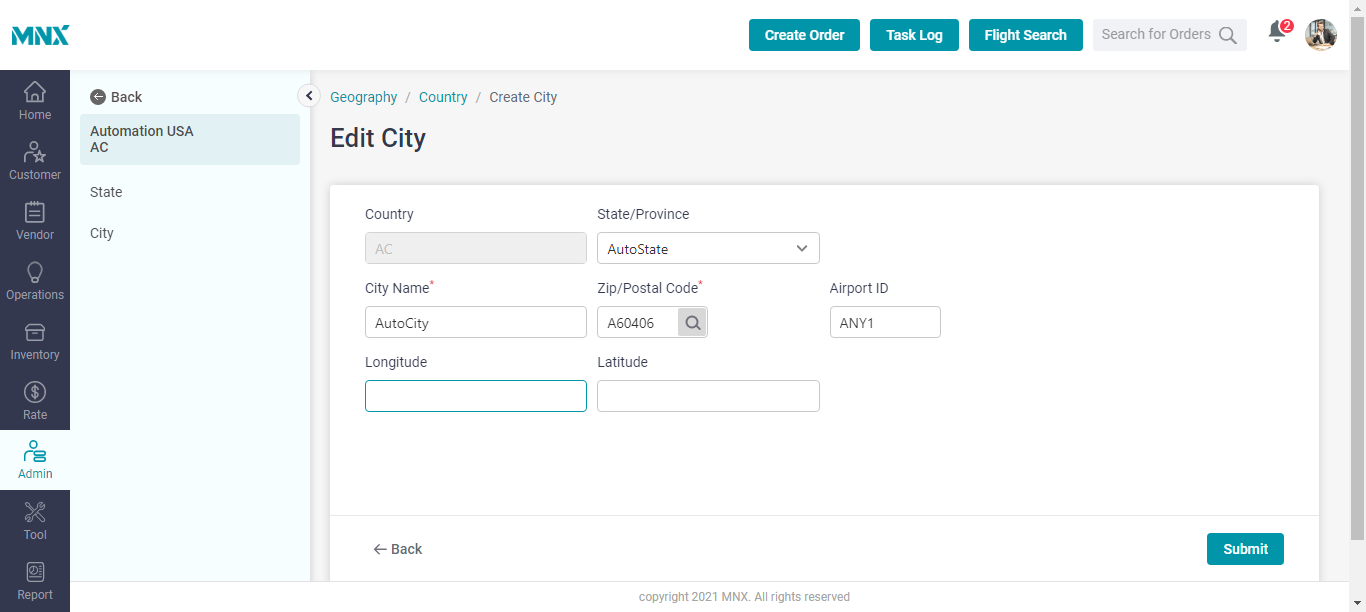 MNX
Create Order
Task Log
Flight Search
Search for Orders
2
Home
Customer
Vendor
Operations
Inventory
Rate
Admin
Tool
Report
Back
Automation USA
AC
State
City
Geography / Country / Create City
Edit City
Country
State/Province
AC
AutoState
City Name*
Zip/Postal Code*
Airport ID
AutoCity
A60406
ANY1
Longitude
Latitude
Back
Submit
copyright 2021 MNX. All rights reserved